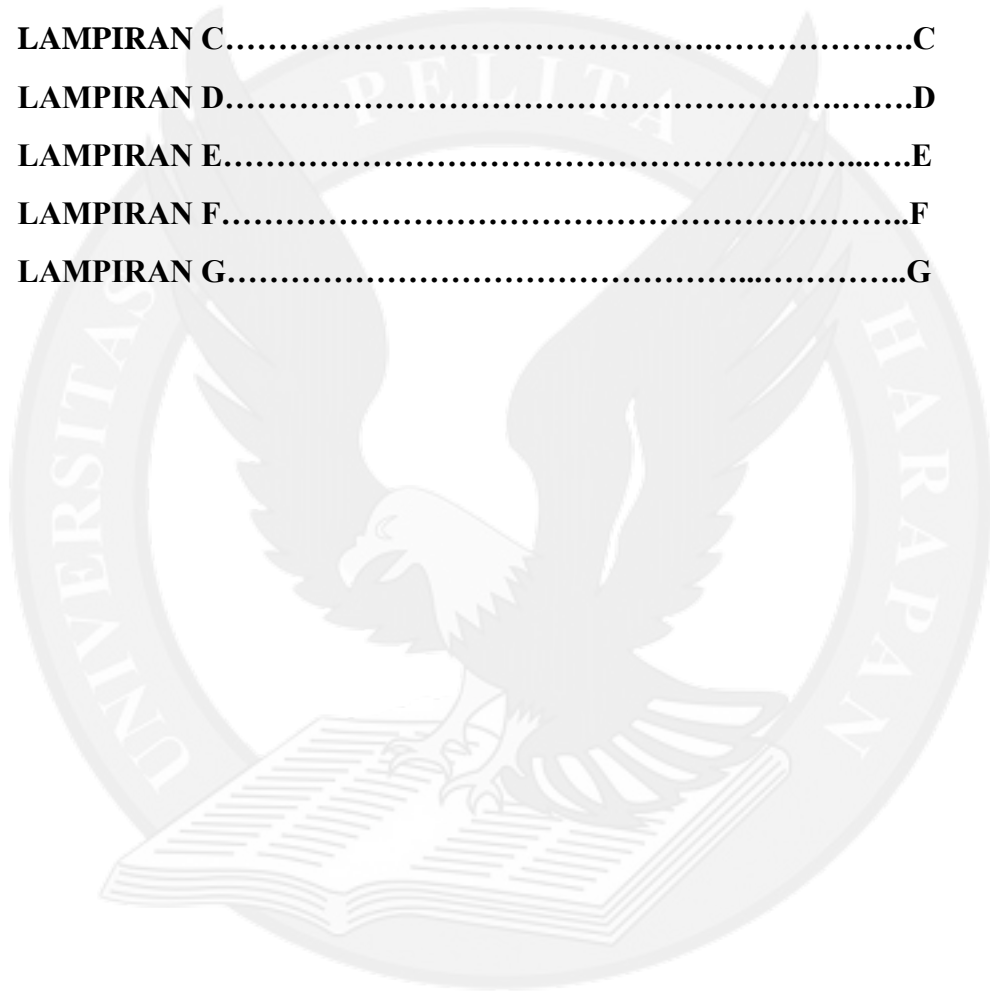 LAMPIRAN C……………………………………………….………………….C
LAMPIRAN D…………………………………………………………….…….D
LAMPIRAN E…………………………………………………………...…...….E
LAMPIRAN F…………………………………………………………………..F
LAMPIRAN G…………………………………………………...…………..G
UNIVERSITAS PELITA HARAPAN